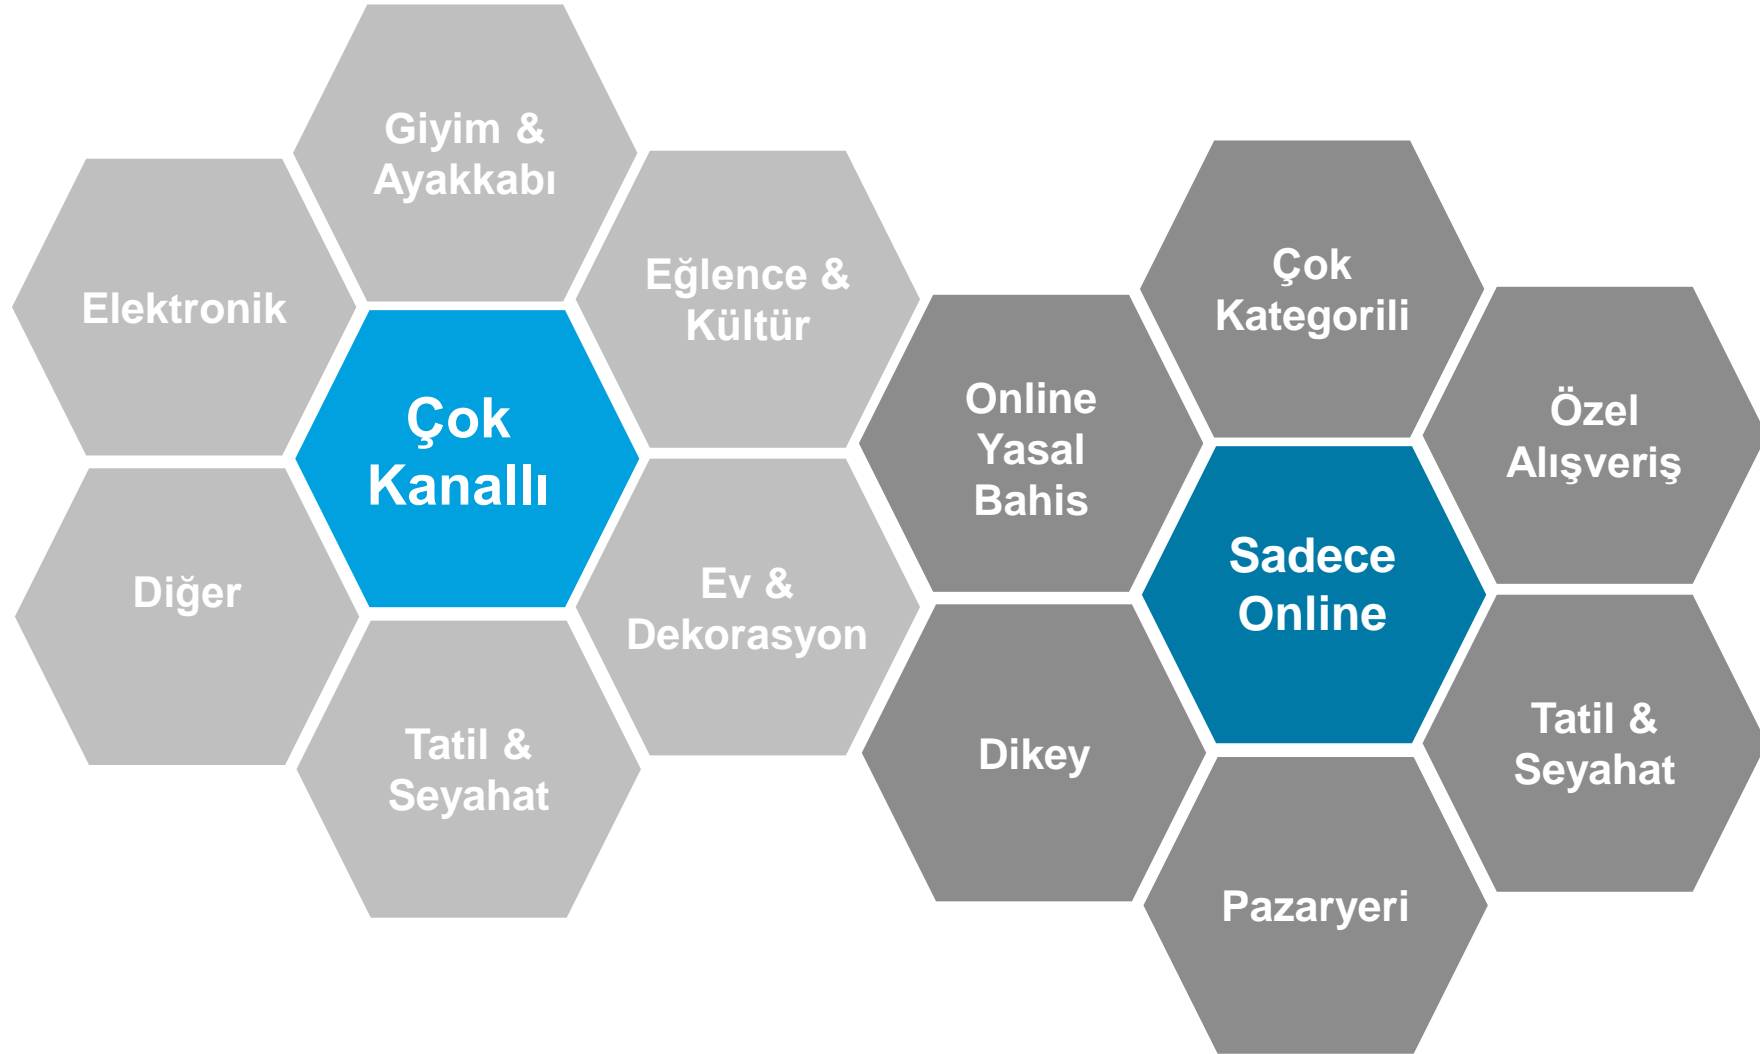 Giyim &
Ayakkabı
Elektronik
Eğlence &
Kültür
Çok
Kanallı
Diğer
Ev &
Dekorasyon
Tatil &
Seyahat
Çok
Kategorili
Online
Yasal
Bahis
Özel
Alışveriş
Sadece
Online
Dikey
Tatil &
Seyahat
Pazaryeri